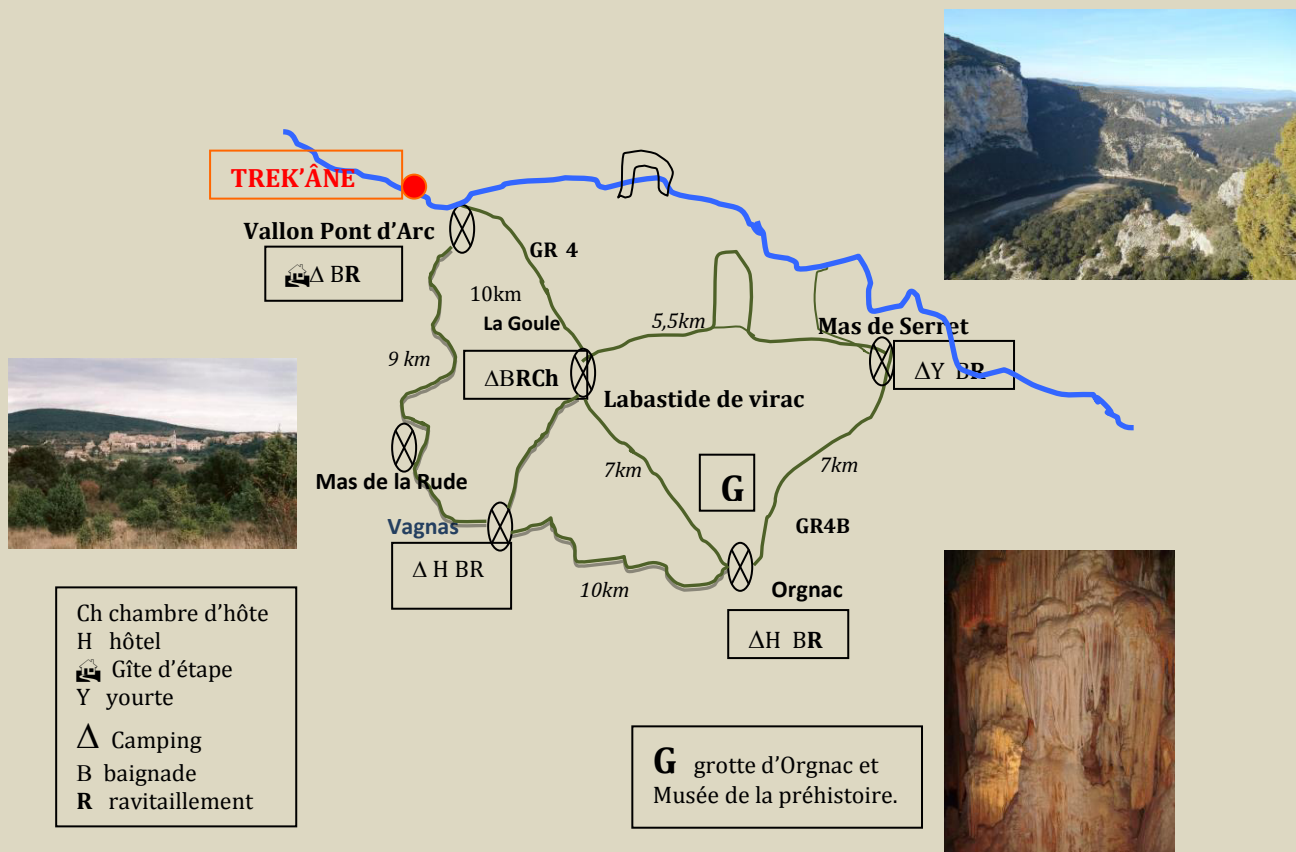 TREK'ÂNE
Vallon Pont d'Arc
Δ BR
GR 4
10km
La Goule
5,5km
Mas de Serret
9 km
ΔBRCh
ΔY BR
Labastide de virac
Mas de la Rude
7km
G
7km
Vagnas
GR4B
Δ H BR
10km
Orgnac
ΔH BR
Ch chambre d'hôte
H hôtel
Gîte d'étape
Y yourte
Δ Camping
B baignade
R ravitaillement
G grotte d'Orgnac et
Musée de la préhistoire.